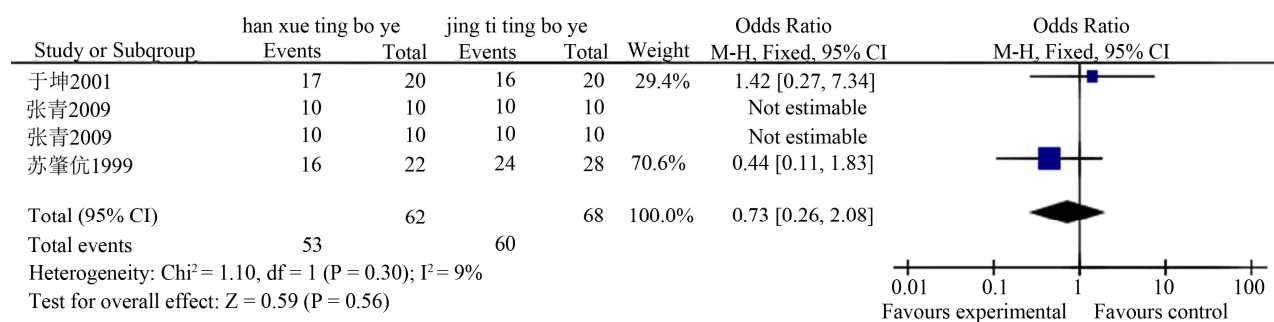 han xue ting bo ye jing ti ting bo ye Odds Ratio Odds Ratio
Study or Subgroup Events Total Events Total Weight M-H, Fixed, 95% CI M-H, Fixed, 95% CI
于坤2001 17 20 16 20 29.4% 1.42 [0.27, 7.34]
张青2009 10 10 10 10 Not estimable
张青2009 10 10 10 10 Not estimable
苏肇伉1999 16 22 24 28 70.6% 0.44 [0.11, 1.83]
Total (95% CI) 62 68 100.0% 0.73 [0.26, 2.08]
Total events 53 60
Heterogeneity: Chi² = 1.10, df = 1 (P = 0.30); I² = 9%
Test for overall effect: Z = 0.59 (P = 0.56)
0.01 0.1 1 10 100
Favours experimental Favours control